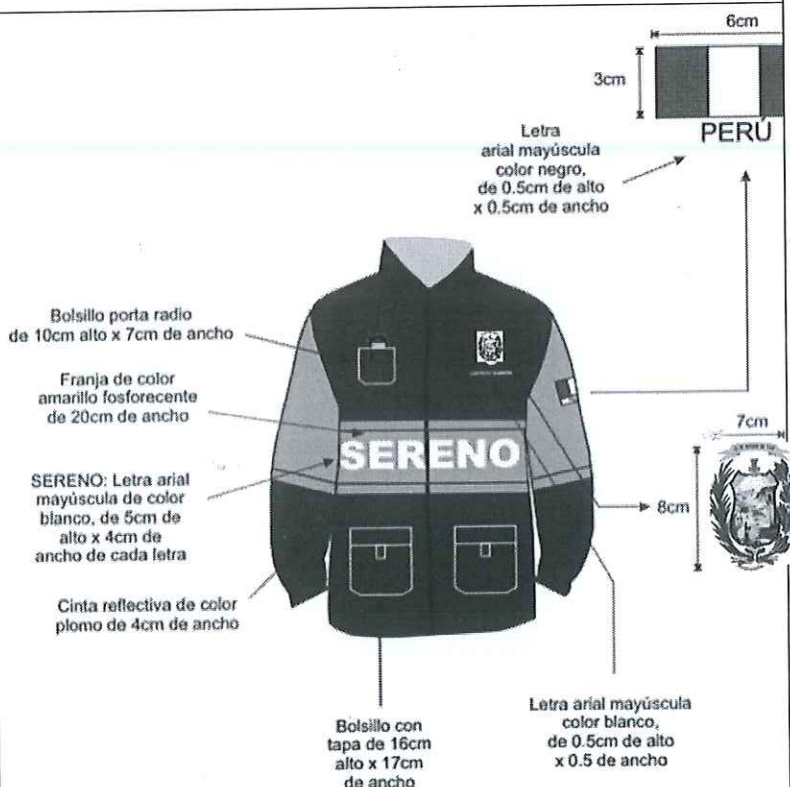 6cm
3cm
PERÚ
Letra
arial mayúscula
color negro,
de 0.5cm de alto
x 0.5cm de ancho
Bolsillo porta radio
de 10cm alto x 7cm de ancho
Franja de color
amarillo fosforecente
de 20cm de ancho
SERENO
7cm
8cm
SERENO: Letra arial
mayúscula de color
blanco, de 5cm de
alto x 4cm de
ancho de cada letra
Cinta reflectiva de color
plomo de 4cm de ancho
Bolsillo con
tapa de 16cm
alto x 17cm
de ancho
Letra arial mayúscula
color blanco,
de 0.5cm de alto
x 0.5 de ancho